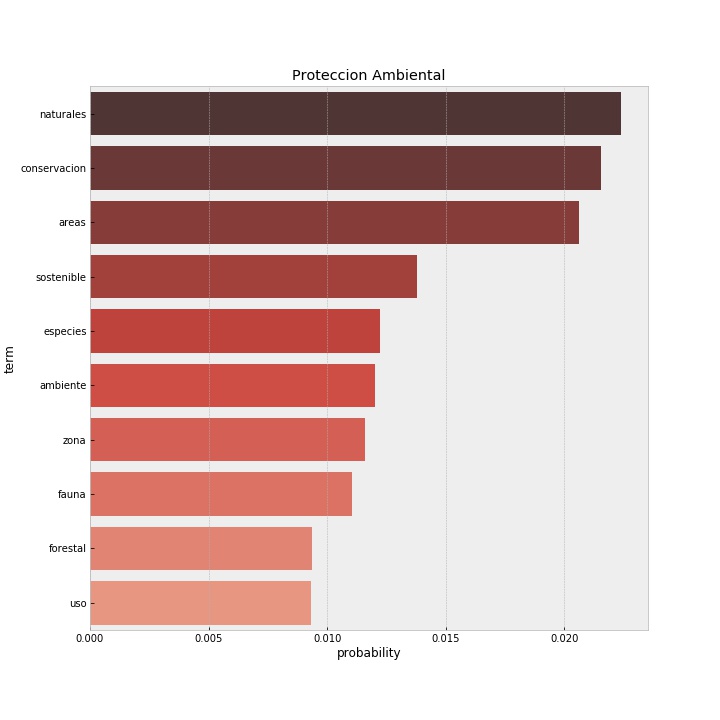 Proteccion Ambiental
naturales
conservacion
areas
sostenible
especies
ambiente
zona
fauna
forestal
uso
term
0.000 0.005 0.010 0.015 0.020
probability